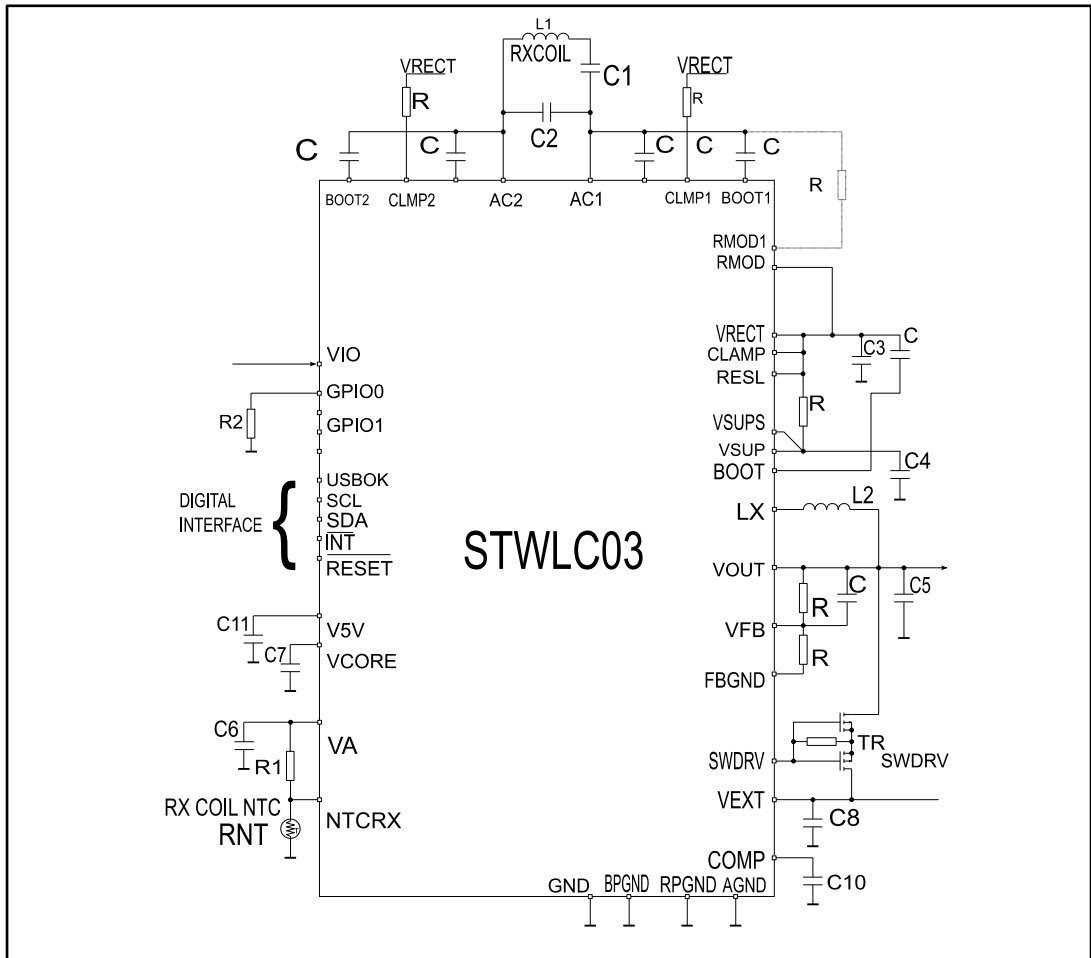 L1
RXCOIL
C1
C2
VRECT
R
VRECT
R
C
C
C
C
C
R
BOOT2
CLMP2
AC2
AC1
CLMP1
BOOT1
RMOD1
RMOD
VRECT
CLAMP
RESL
C3
C
R
VSUPS
VSUP
BOOT
C4
LX
L2
VOUT
C
C5
R
VFB
R
FBGND
SWDRV
TR
SWDRV
VEXT
C8
COMP
C10
VIO
GPIO0
R2
GPIO1
USBOK
SCL
SDA
INT
RESET
DIGITAL
INTERFACE
STWLC03
C11
V5V
C7
VCORE
C6
VA
R1
RX COIL NTC
RNT
NTCRX
GND
BPGND
RPGND
AGND